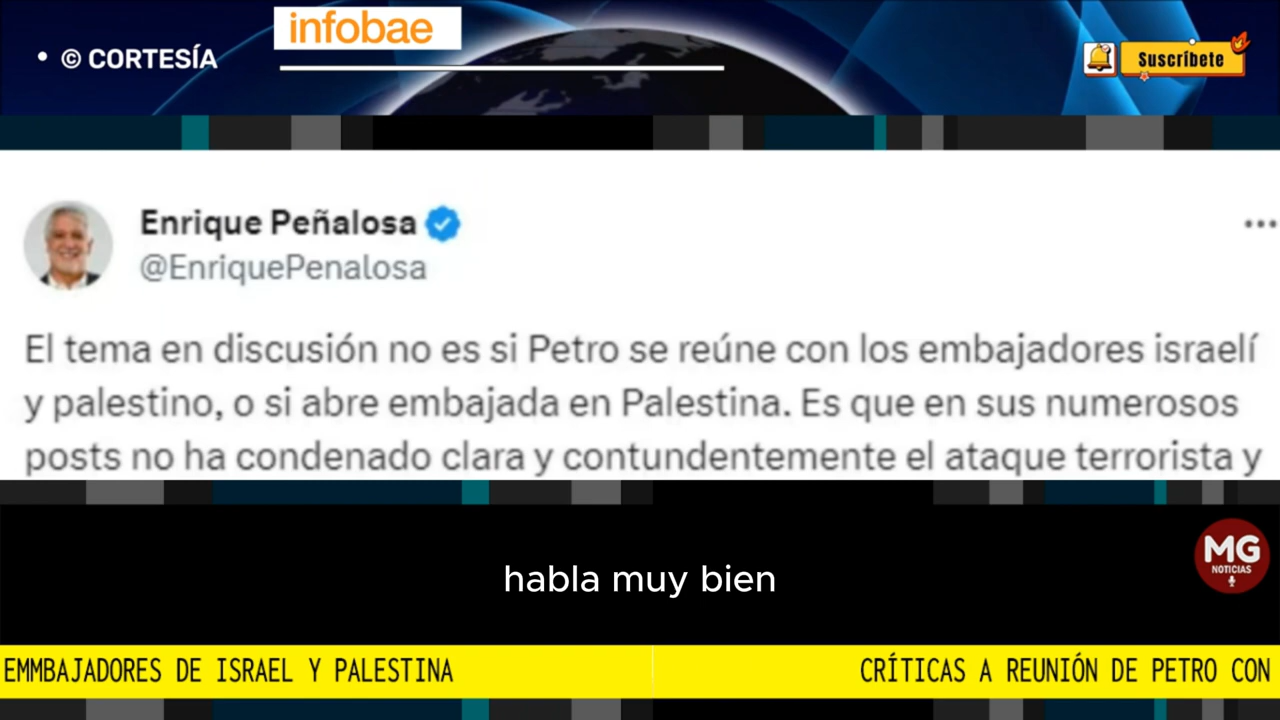 infobae
• © CORTESÍA
Suscríbete
Enrique Peñalosa
@EnriquePenalosa
El tema en discusión no es si Petro se reúne con los embajadores israelí
y palestino, o si abre embajada en Palestina. Es que en sus numerosos
posts no ha condenado clara y contundentemente el ataque terrorista y
MG
NOTICIAS
habla muy bien
EMMBAJADORES DE ISRAEL Y PALESTINA
CRÍTICAS A REUNIÓN DE PETRO CON